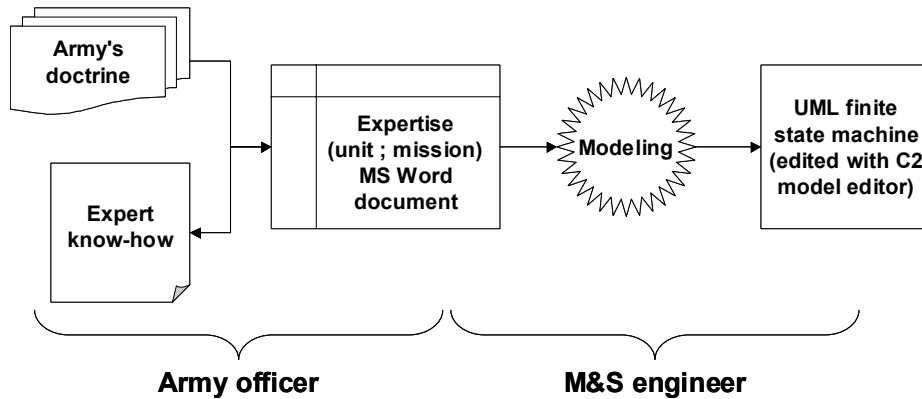 Army's
doctrine
Expert
know-how
Expertise
(unit ; mission)
MS Word
document
Modeling
UML finite
state machine
(edited with C2
model editor)
Army officer
M&S engineer